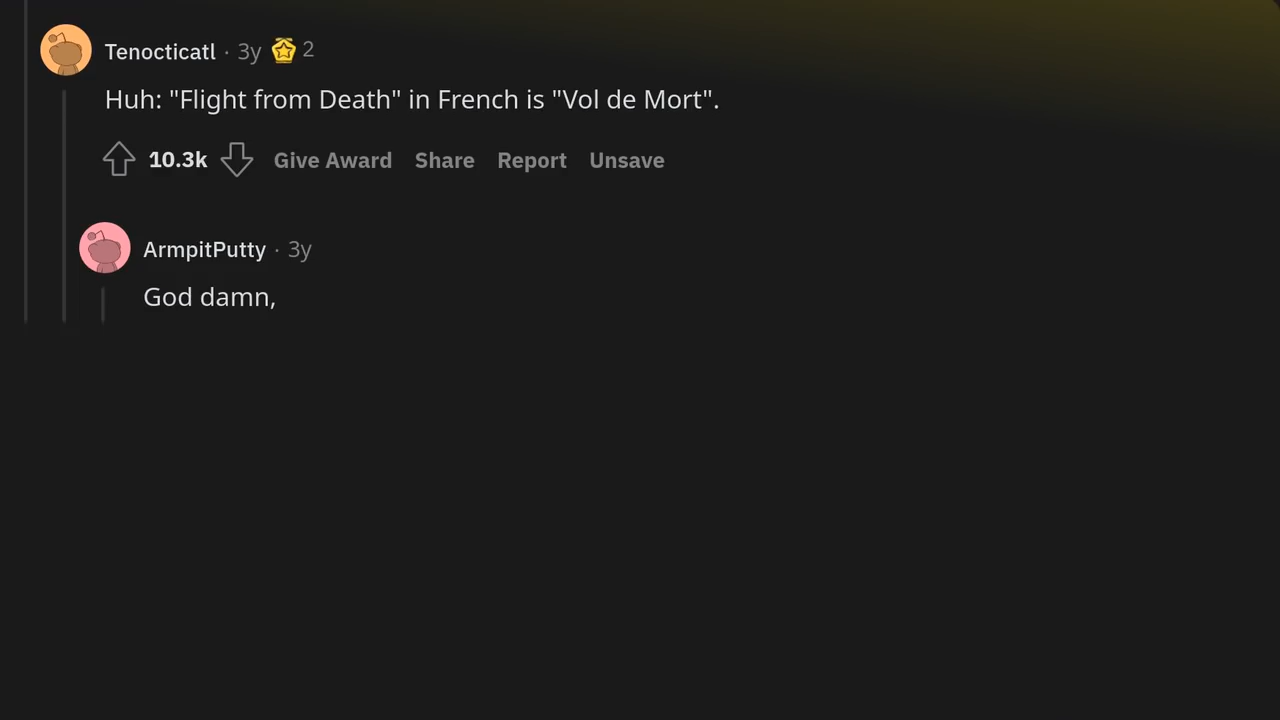 Tenocticatl · 3y 2
Huh: "Flight from Death" in French is "Vol de Mort".
10.3k Give Award Share Report Unsave
ArmpitPutty · 3y
God damn,